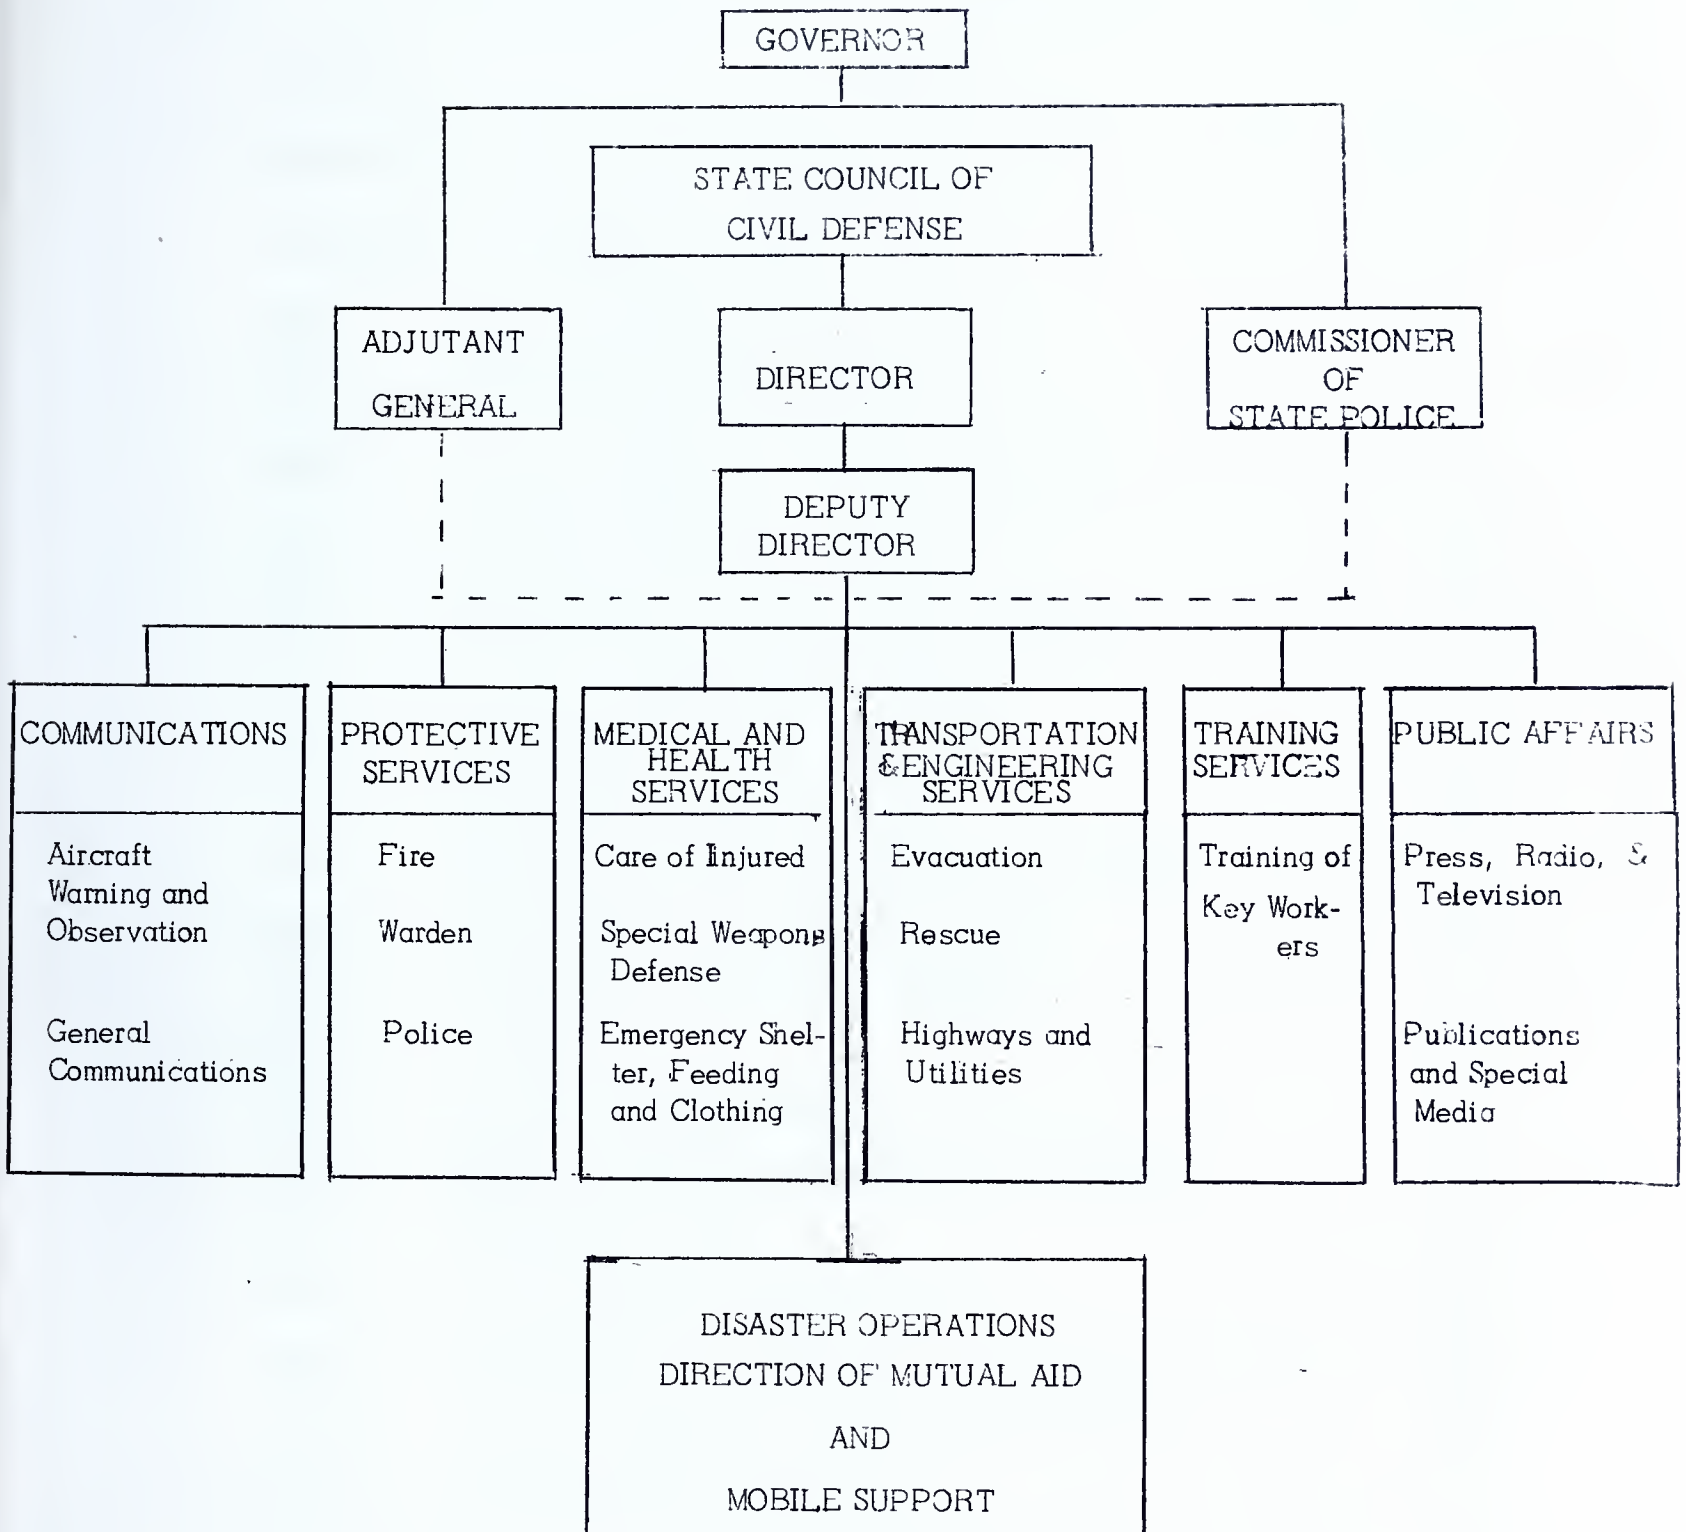 GOVERNOR
STATE COUNCIL OF
CIVIL DEFENSE
ADJUTANT
GENERAL
DIRECTOR
COMMISSIONER
OF
STATE POLICE
DEPUTY
DIRECTOR
COMMUNICATIONS
Aircraft
Warning and
Observation
General
Communications
PROTECTIVE
SERVICES
Fire
Warden
Police
MEDICAL AND
HEALTH
SERVICES
Care of Injured
Special Weapons
Defense
Emergency Shel-
ter, Feeding
and Clothing
TRANSPORTATION
& ENGINEERING
SERVICES
Evacuation
Rescue
Highways and
Utilities
TRAINING
SERVICES
Training of
Key Work-
ers
PUBLIC AFFAIRS
Press, Radio, &
Television
Publications
and Special
Media
DISASTER OPERATIONS
DIRECTION OF MUTUAL AID
AND
MOBILE SUPPORT